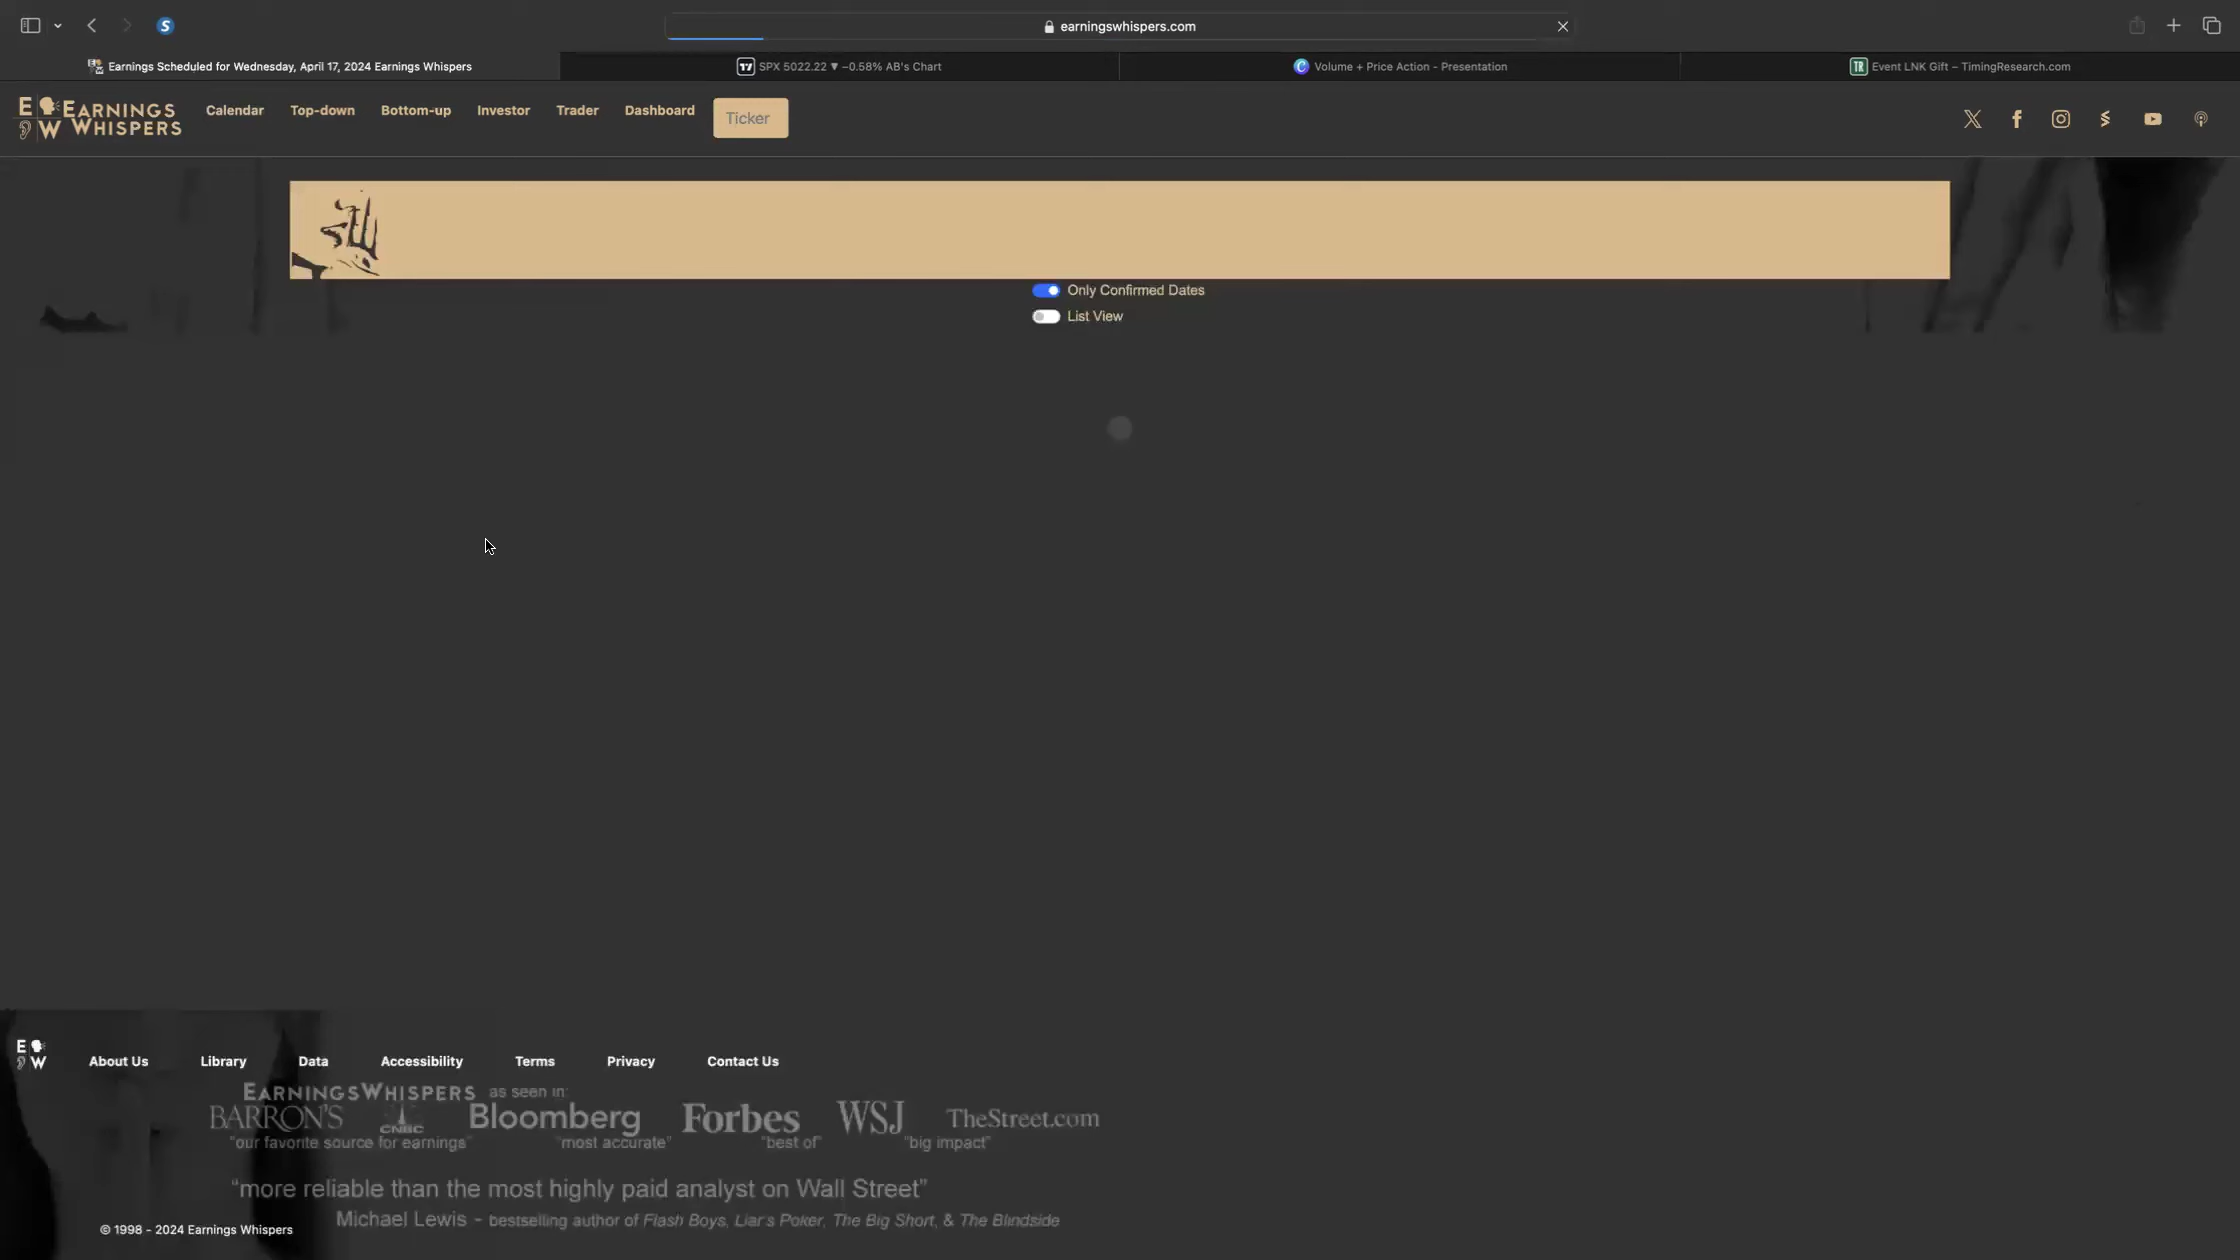 earningswhispers.com
Earnings Scheduled for Wednesday, April 17, 2024 Earnings Whispers
SPX 5022.22 ▼ −0.58% AB's Chart
Volume + Price Action - Presentation
TR Event LNK Gift – TimingResearch.com
EW EARNINGS WHISPERS
Calendar
Top-down
Bottom-up
Investor
Trader
Dashboard
Ticker
Only Confirmed Dates
List View
EW
About Us
Library
Data
Accessibility
Terms
Privacy
Contact Us
EARNINGSWHISPERS as seen in:
BARRON'S CNBC Bloomberg Forbes WSJ TheStreet.com
"our favorite source for earnings" "most accurate" "best of" "big impact"
“more reliable than the most highly paid analyst on Wall Street”
Michael Lewis - bestselling author of Flash Boys, Liar's Poker, The Big Short, & The Blindside
© 1998 - 2024 Earnings Whispers